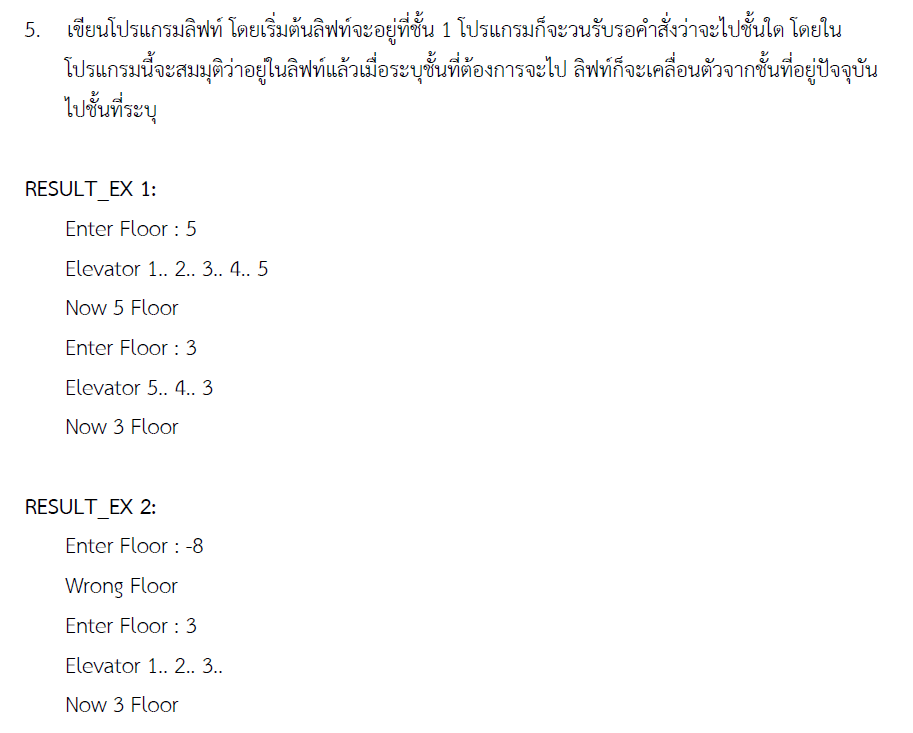 5. เขียนโปรแกรมลิฟท์ โดยเริ่มต้นลิฟท์จะอยู่ที่ชั้น 1 โปรแกรมก็จะวนรับรอคำสั่งว่าจะไปชั้นใด โดยใน
โปรแกรมนี้จะสมมุติว่าอยู่ในลิฟท์แล้วเมื่อระบุชั้นที่ต้องการจะไป ลิฟท์ก็จะเคลื่อนตัวจากชั้นที่อยู่ปัจจุบัน
ไปชั้นที่ระบุ
RESULT_EX 1:
Enter Floor : 5
Elevator 1.. 2.. 3.. 4.. 5
Now 5 Floor
Enter Floor : 3
Elevator 5.. 4.. 3
Now 3 Floor
RESULT_EX 2:
Enter Floor : -8
Wrong Floor
Enter Floor : 3
Elevator 1.. 2.. 3..
Now 3 Floor